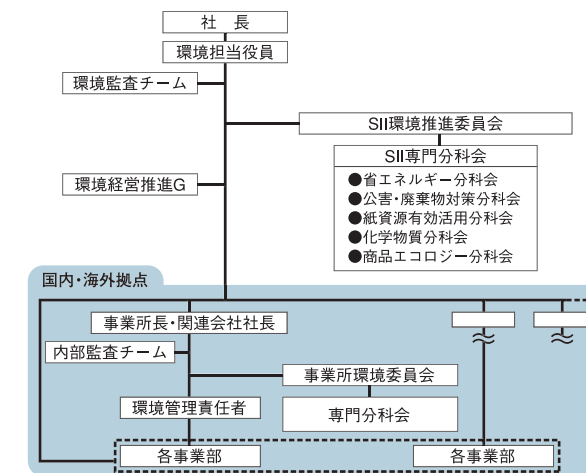 社　長
環境担当役員
環境監査チーム
SII環境推進委員会
SII専門分科会
●省エネルギー分科会
●公害・廃棄物対策分科会
●紙資源有効活用分科会
●化学物質分科会
●商品エコロジー分科会
環境経営推進G
国内・海外拠点
事業所長・関連会社社長
内部監査チーム
事業所環境委員会
環境管理責任者
専門分科会
各事業部
各事業部